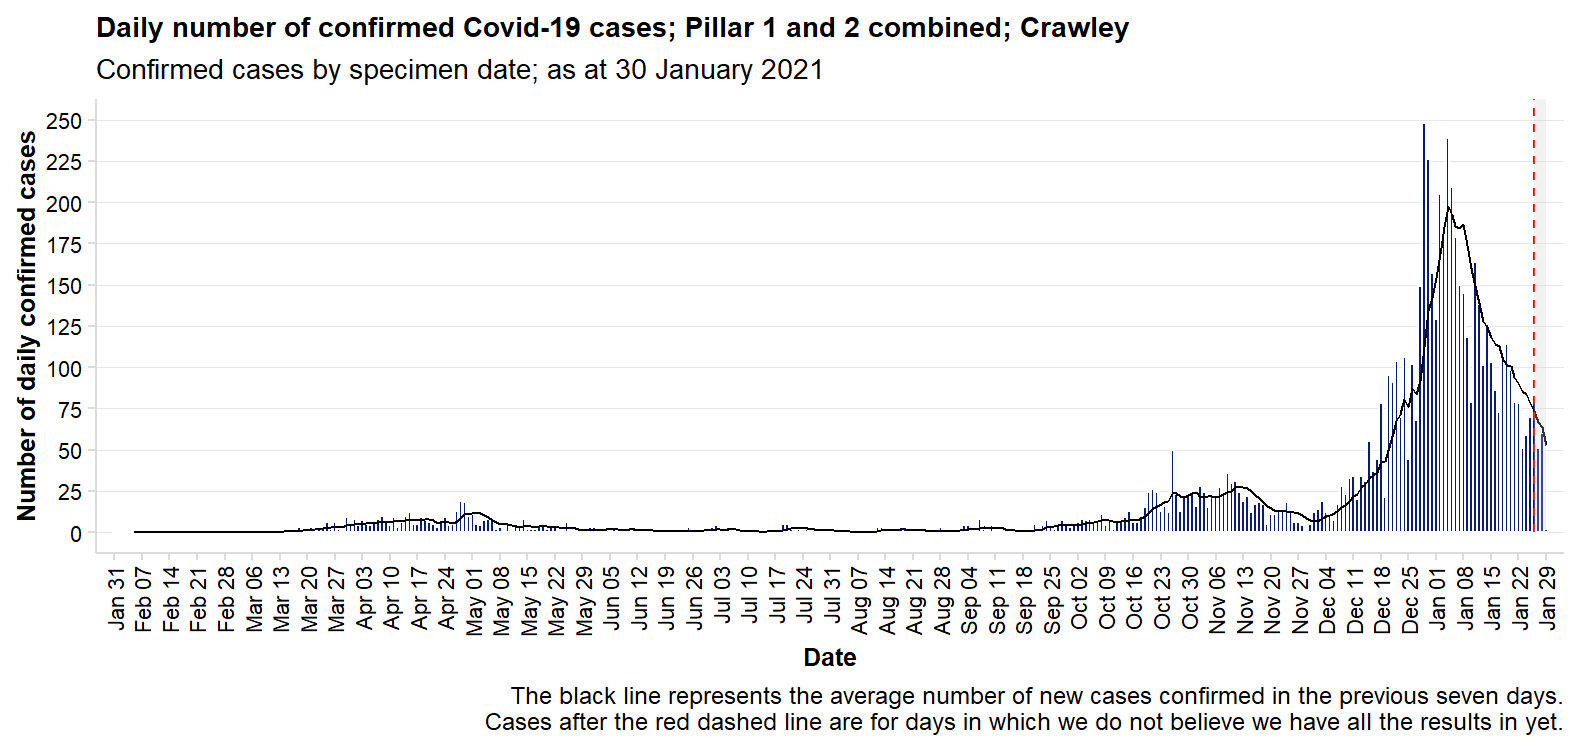 Daily number of confirmed Covid-19 cases; Pillar 1 and 2 combined; Crawley
Confirmed cases by specimen date; as at 30 January 2021
Number of daily confirmed cases
250
225
200
175
150
125
100
75
50
25
0
Jan 31
Feb 07
Feb 14
Feb 21
Feb 28
Mar 06
Mar 13
Mar 20
Mar 27
Apr 03
Apr 10
Apr 17
Apr 24
May 01
May 08
May 15
May 22
May 29
Jun 05
Jun 12
Jun 19
Jun 26
Jul 03
Jul 10
Jul 17
Jul 24
Jul 31
Aug 07
Aug 14
Aug 21
Aug 28
Sep 04
Sep 11
Sep 18
Sep 25
Oct 02
Oct 09
Oct 16
Oct 23
Oct 30
Nov 06
Nov 13
Nov 20
Nov 27
Dec 04
Dec 11
Dec 18
Dec 25
Jan 01
Jan 08
Jan 15
Jan 22
Jan 29
Date
The black line represents the average number of new cases confirmed in the previous seven days.
Cases after the red dashed line are for days in which we do not believe we have all the results in yet.